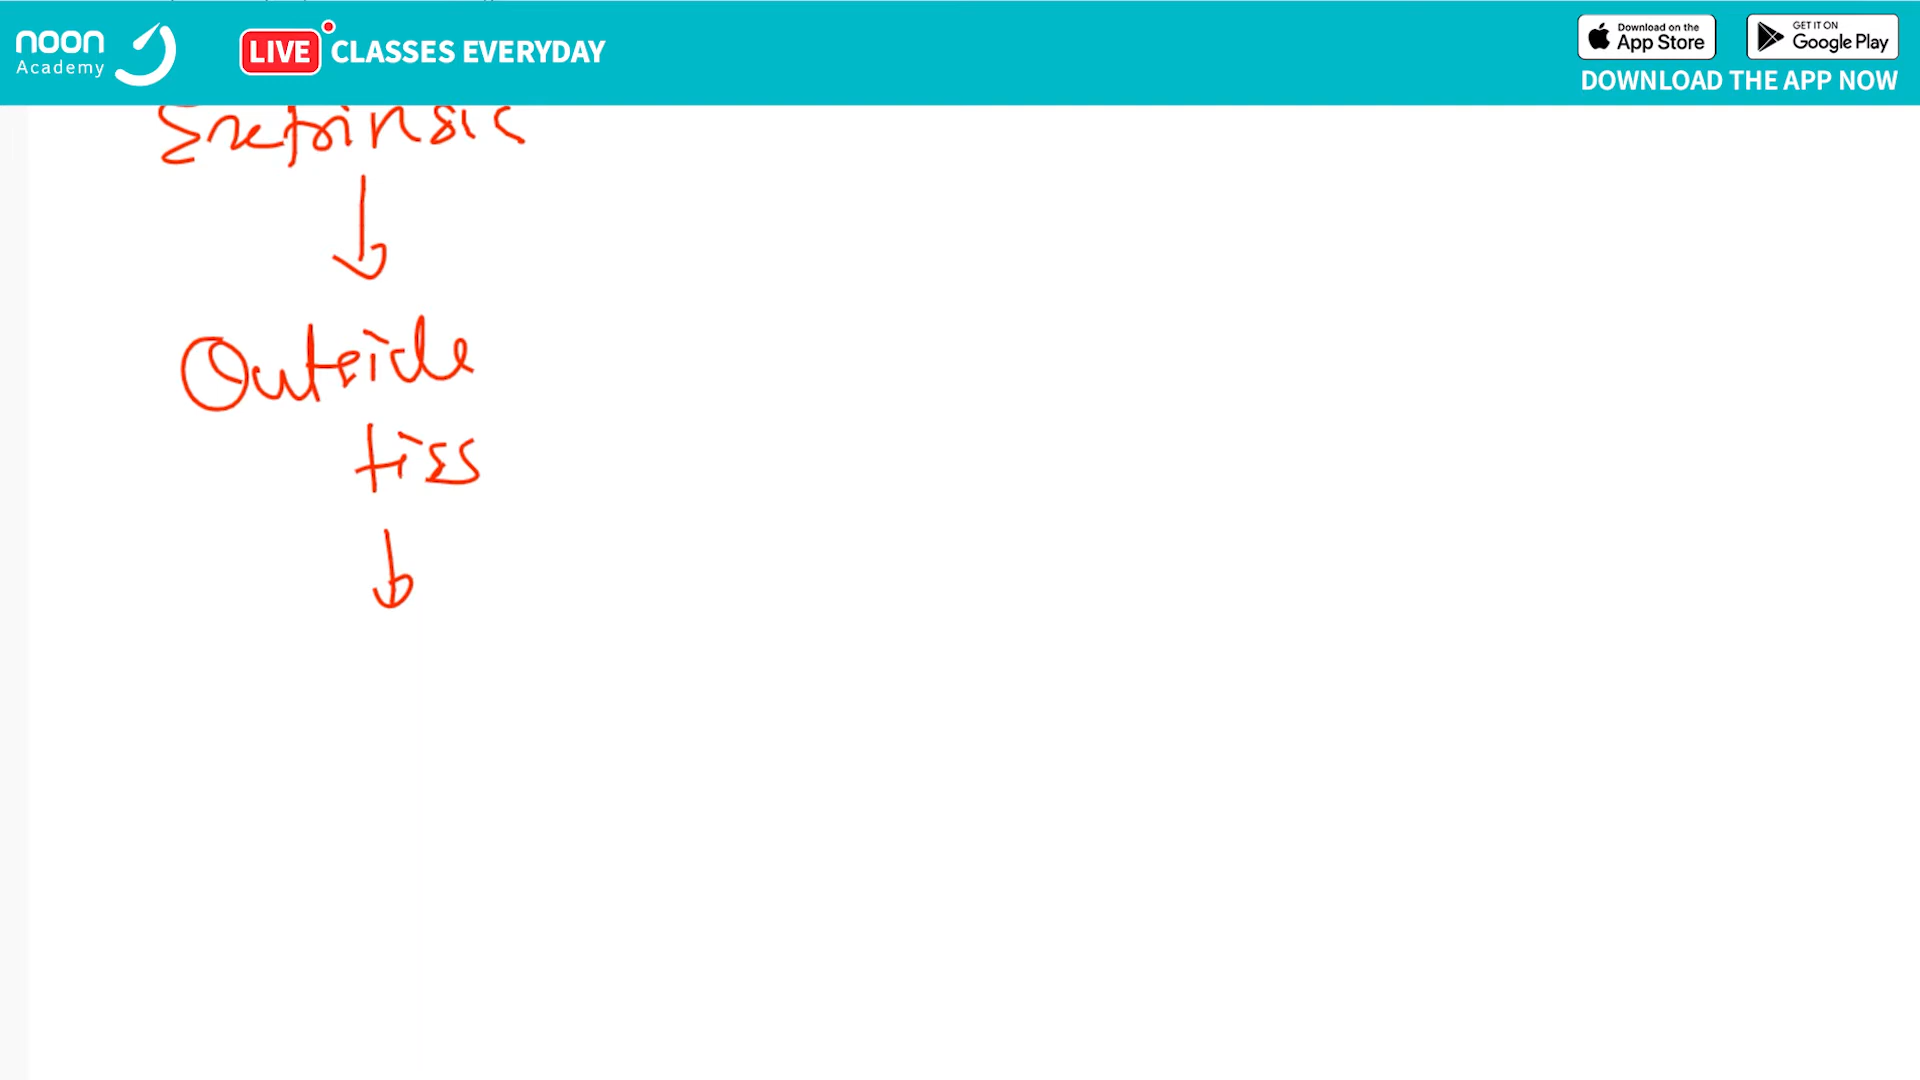 noon
Academy
LIVE CLASSES EVERYDAY
Download on the
App Store
GET IT ON
Google Play
DOWNLOAD THE APP NOW
Extrinsic
Outside
tiss